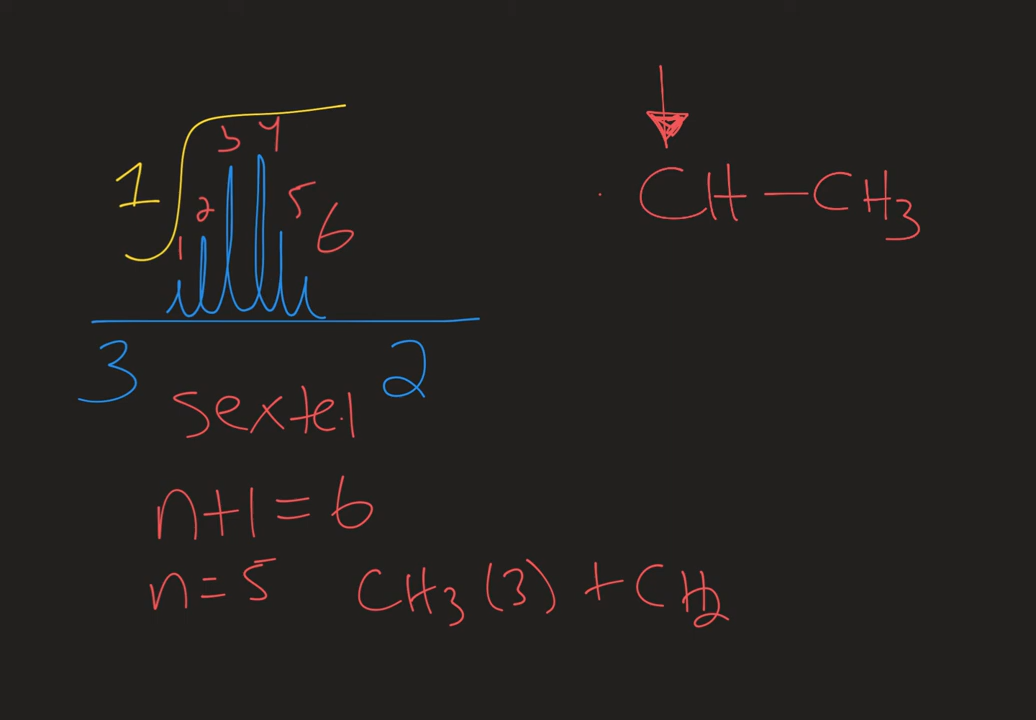 3 4
1 2 5 6
1
CH — CH3
3 2
sextet
n+1 = 6
n = 5 CH3 (3) + CH2